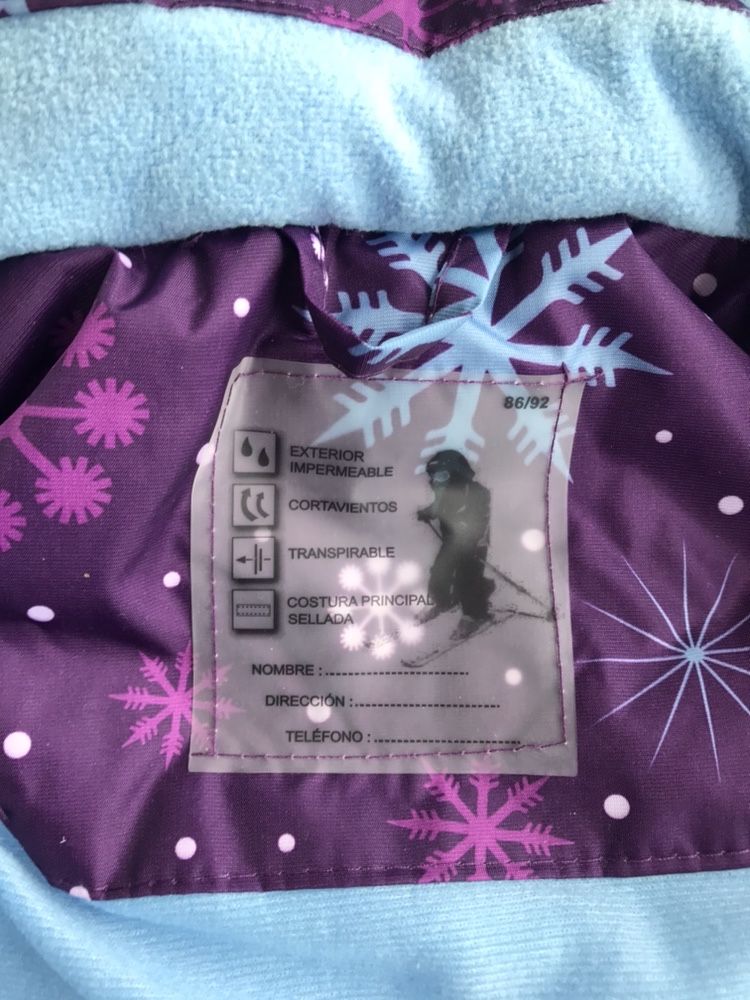 86/92
EXTERIOR
IMPERMEABLE
CORTAVIENTOS
TRANSPIRABLE
COSTURA PRINCIPAL
SELLADA
NOMBRE :
DIRECCIÓN :
TELÉFONO :